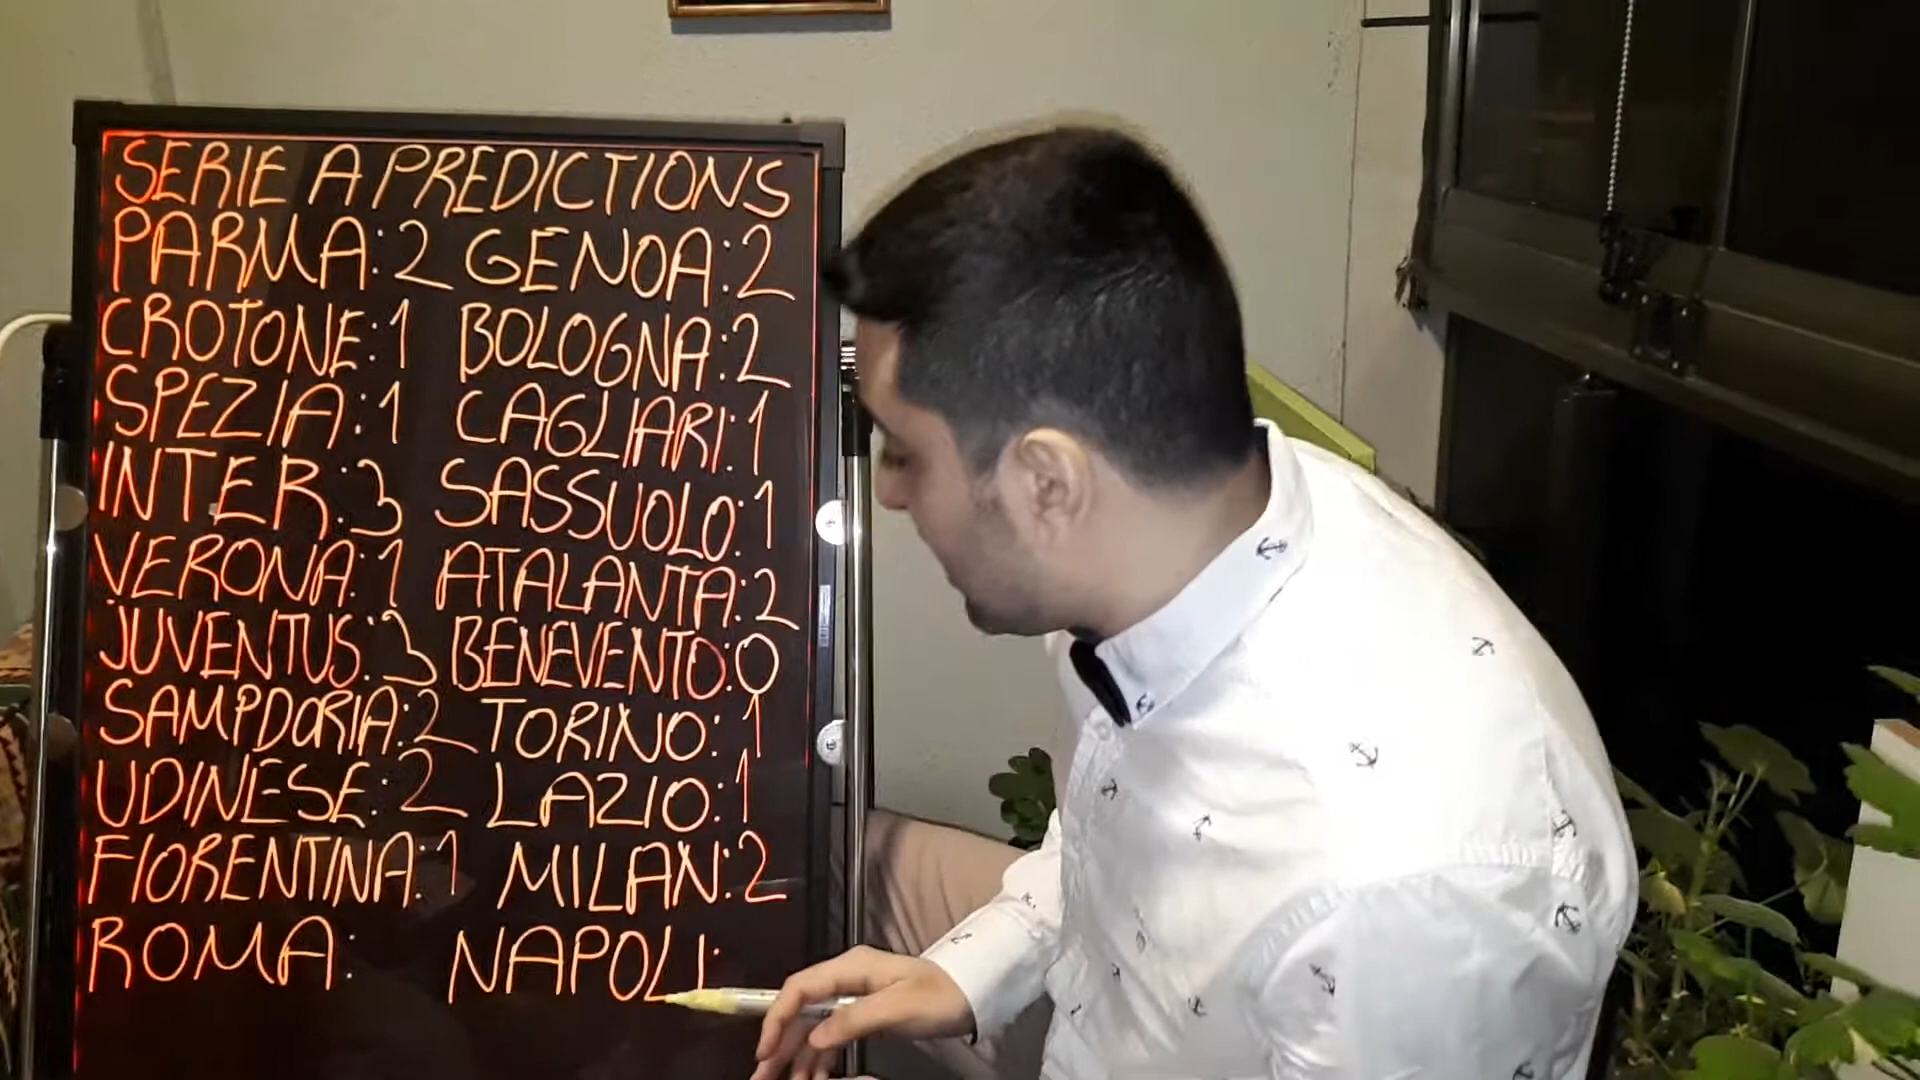 SERIE A PREDICTIONS
PARMA:2 GENOA:2
CROTONE:1 BOLOGNA:2
SPEZIA:1 CAGLIARI:1
INTER:3 SASSUOLO:1
VERONA:1 ATALANTA:2
JUVENTUS:3 BENEVENTO:0
SAMPDORIA:2 TORINO:1
UDINESE:2 LAZIO:1
FIORENTINA:1 MILAN:2
ROMA: NAPOLI: